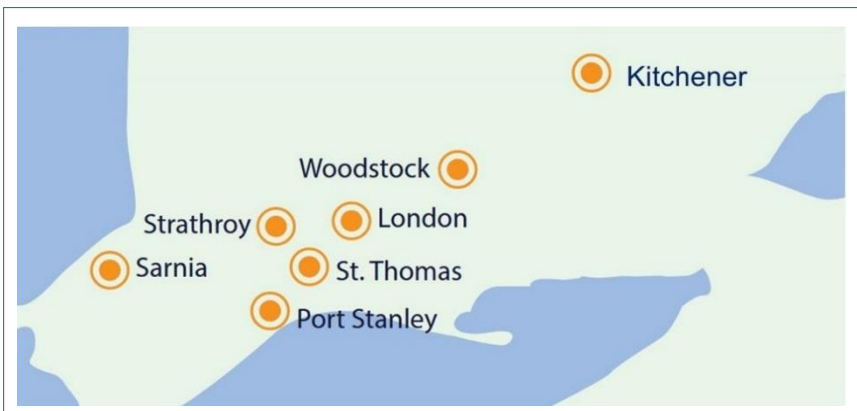 Kitchener
Woodstock
Strathroy
London
Sarnia
St. Thomas
Port Stanley